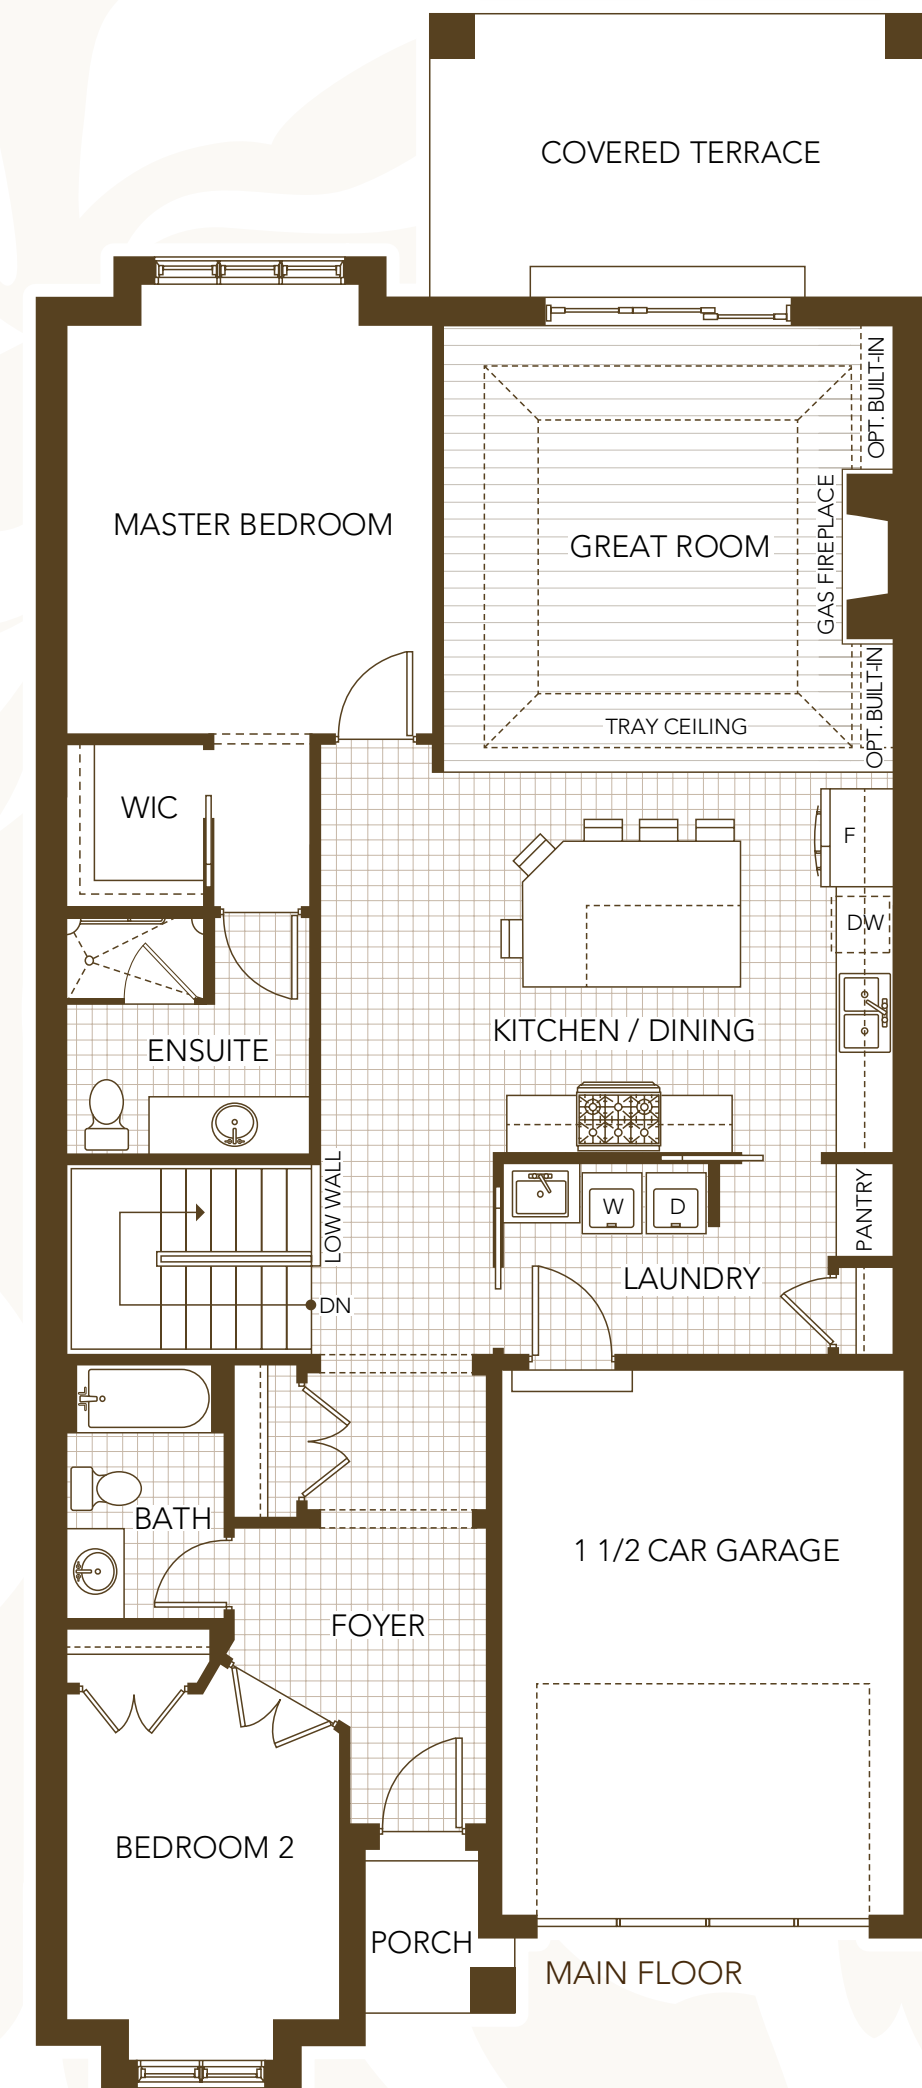 COVERED TERRACE
OPT. BUILT-IN
MASTER BEDROOM
GREAT ROOM
GAS FIREPLACE
OPT. BUILT-IN
TRAY CEILING
WIC
F
DW
KITCHEN / DINING
ENSUITE
LOW WALL
W
D
PANTRY
LAUNDRY
DN
BATH
1 1/2 CAR GARAGE
FOYER
BEDROOM 2
PORCH
MAIN FLOOR